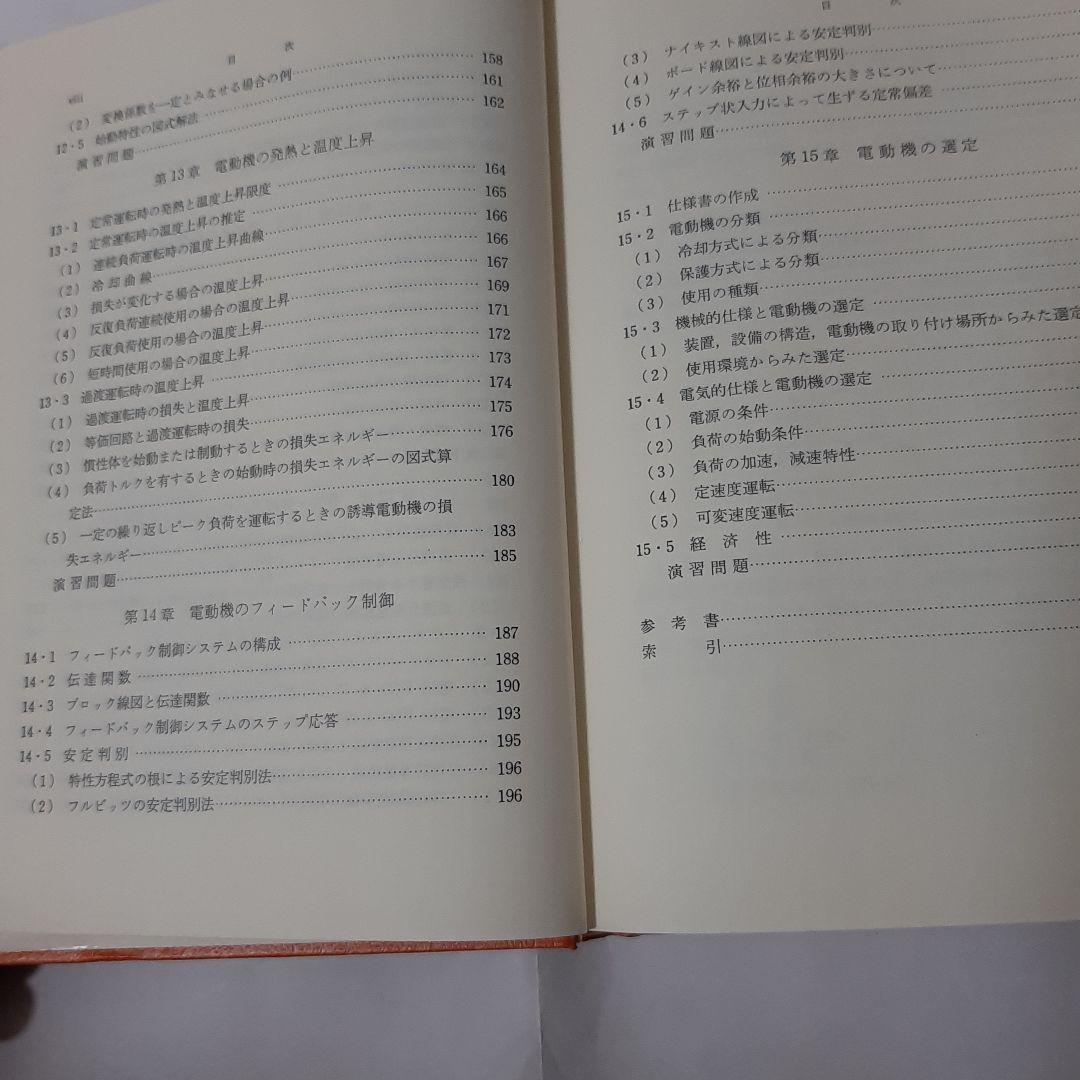 viii 目 次
(2) 変換係数を一定とみなせる場合の例 158
12・5 始動特性の図式解法 161
演習問題 162
第13章 電動機の発熱と温度上昇
13・1 定常運転時の発熱と温度上昇限度 164
13・2 定常運転時の温度上昇の推定 165
(1) 連続負荷運転時の温度上昇曲線 166
(2) 冷却曲線 166
(3) 損失が変化する場合の温度上昇 167
(4) 反復負荷連続使用の場合の温度上昇 169
(5) 反復負荷使用の場合の温度上昇 171
(6) 短時間使用の場合の温度上昇 172
13・3 過渡運転時の温度上昇 173
(1) 過渡運転時の損失と温度上昇 174
(2) 等価回路と過渡運転時の損失 175
(3) 慣性体を始動または制動するときの損失エネルギー 176
(4) 負荷トルクを有するときの始動時の損失エネルギーの図式算
定法 180
(5) 一定の繰り返しピーク負荷を運転するときの誘導電動機の損
失エネルギー 183
演習問題 185
第14章 電動機のフィードバック制御
14・1 フィードバック制御システムの構成 187
14・2 伝達関数 188
14・3 ブロック線図と伝達関数 190
14・4 フィードバック制御システムのステップ応答 193
14・5 安定判別 195
(1) 特性方程式の根による安定判別法 196
(2) フルビッツの安定判別法 196
目 次
(3) ナイキスト線図による安定判別
(4) ボード線図による安定判別
(5) ゲイン余裕と位相余裕の大きさについて
14・6 ステップ状入力によって生ずる定常偏差
演習問題
第15章 電動機の選定
15・1 仕様書の作成
15・2 電動機の分類
(1) 冷却方式による分類
(2) 保護方式による分類
(3) 使用の種類
15・3 機械的仕様と電動機の選定
(1) 装置,設備の構造,電動機の取り付け場所からみた選定
(2) 使用環境からみた選定
15・4 電気的仕様と電動機の選定
(1) 電源の条件
(2) 負荷の始動条件
(3) 負荷の加速,減速特性
(4) 定速度運転
(5) 可変速度運転
15・5 経済性
演習問題
参考書
索引